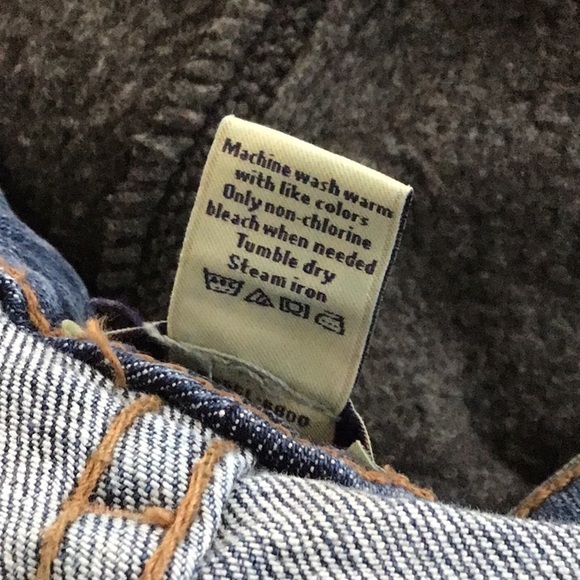 Machine wash warm
with like colors
Only non-chlorine
bleach when needed
Tumble dry
Steam iron